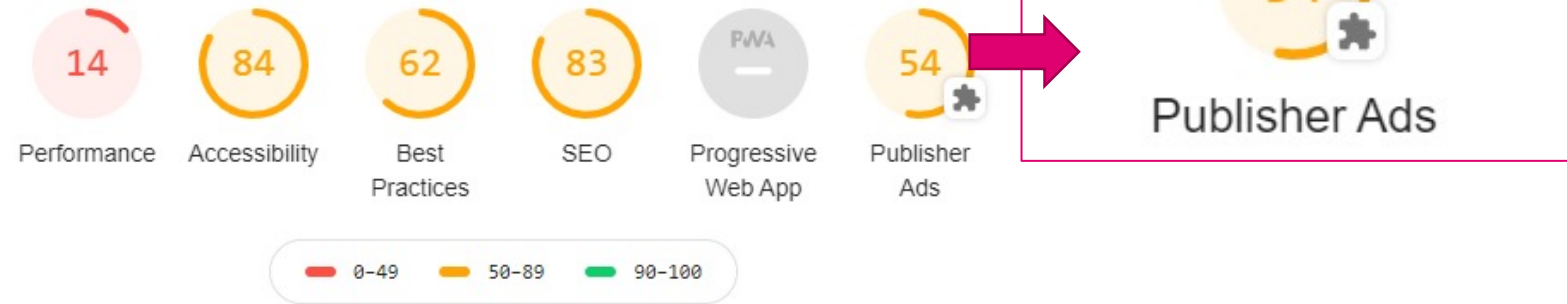 14
84
62
83
PWA
54
Performance
Accessibility
Best
Practices
SEO
Progressive
Web App
Publisher
Ads
Publisher Ads
0-49
50-89
90-100